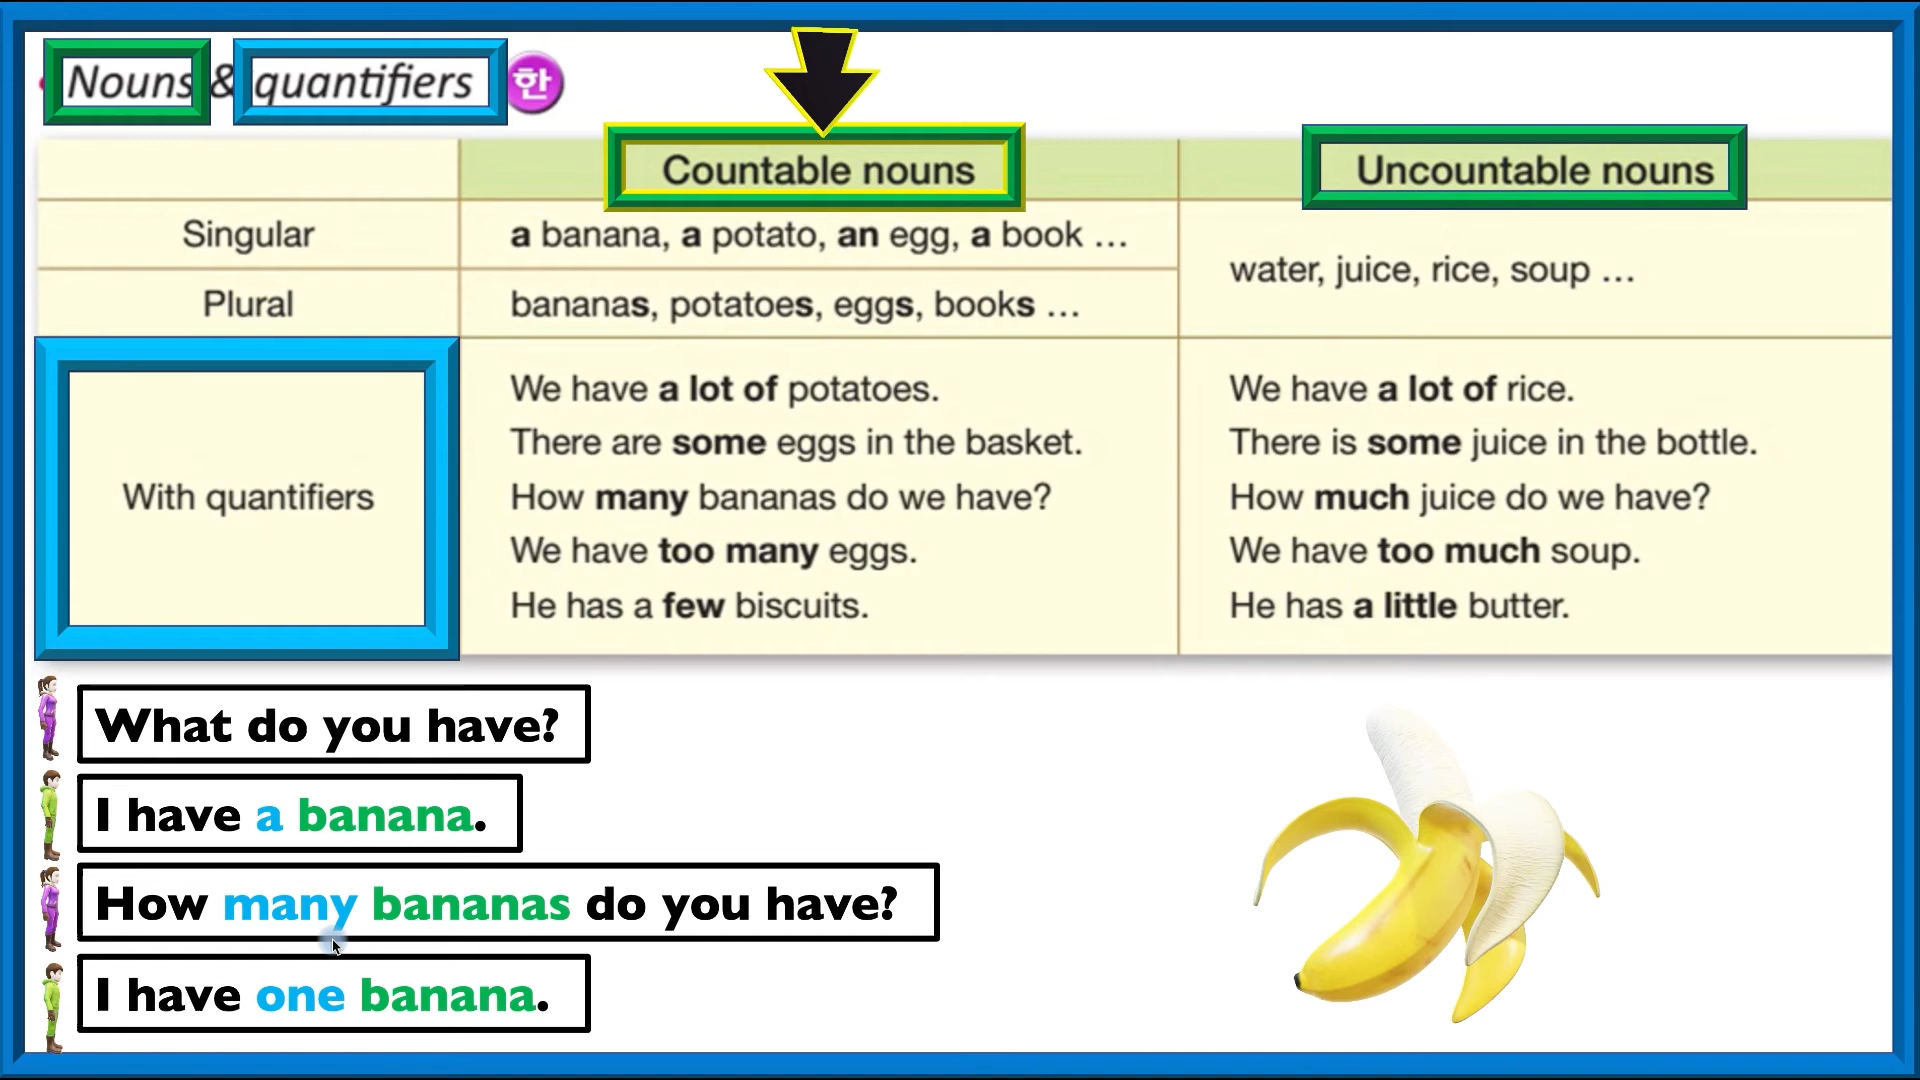 Nouns & quantifiers 한
Countable nouns
Uncountable nouns
Singular
a banana, a potato, an egg, a book ...
water, juice, rice, soup ...
Plural
bananas, potatoes, eggs, books ...
With quantifiers
We have a lot of potatoes.
There are some eggs in the basket.
How many bananas do we have?
We have too many eggs.
He has a few biscuits.
We have a lot of rice.
There is some juice in the bottle.
How much juice do we have?
We have too much soup.
He has a little butter.
What do you have?
I have a banana.
How many bananas do you have?
I have one banana.